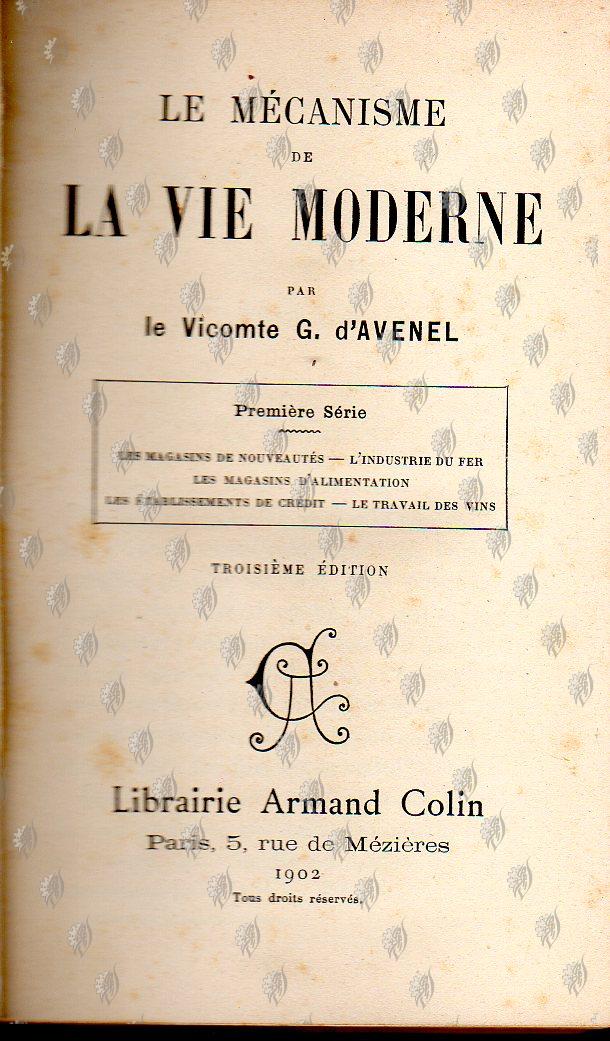 LE MÉCANISME
DE
LA VIE MODERNE
PAR
le Vicomte G. d'AVENEL
Première Série
LES MAGASINS DE NOUVEAUTÉS — L'INDUSTRIE DU FER
LES MAGASINS D'ALIMENTATION
LES ÉTABLISSEMENTS DE CRÉDIT — LE TRAVAIL DES VINS
TROISIÈME ÉDITION
Librairie Armand Colin
Paris, 5, rue de Mézières
1902
Tous droits réservés.